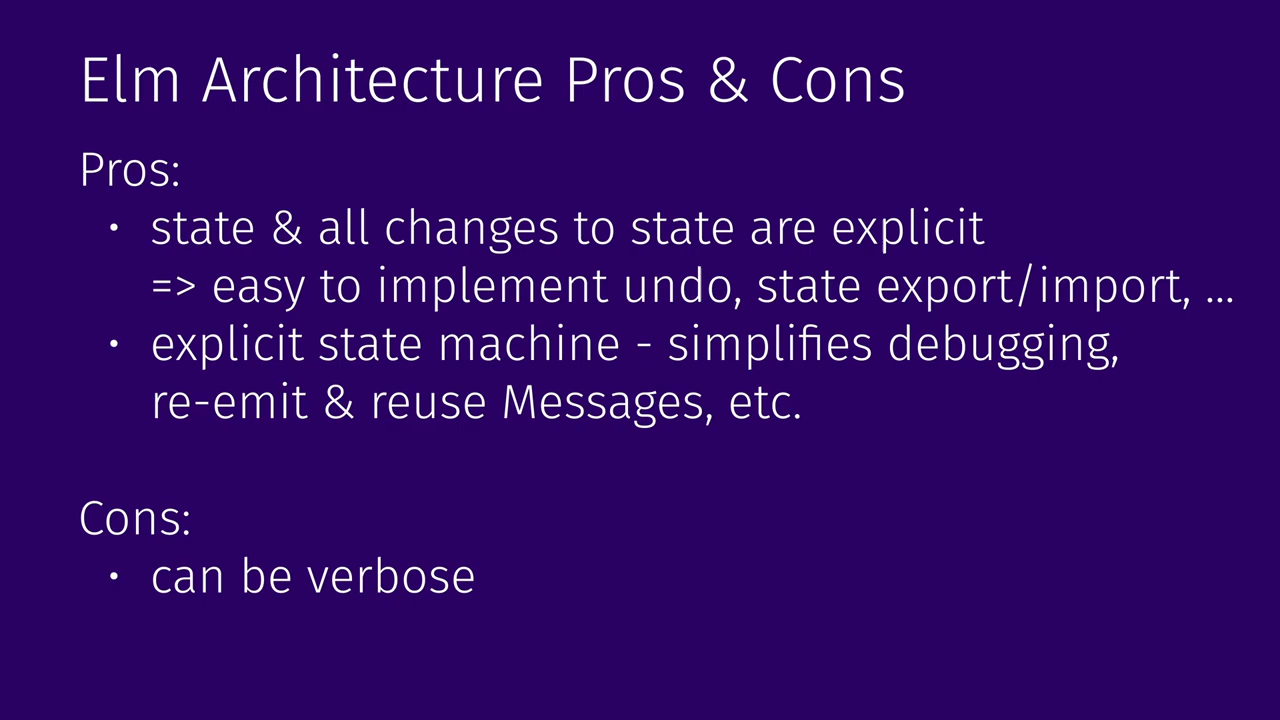 Elm Architecture Pros & Cons
Pros:
• state & all changes to state are explicit
=> easy to implement undo, state export/import, ...
• explicit state machine - simplifies debugging,
re-emit & reuse Messages, etc.
Cons:
• can be verbose